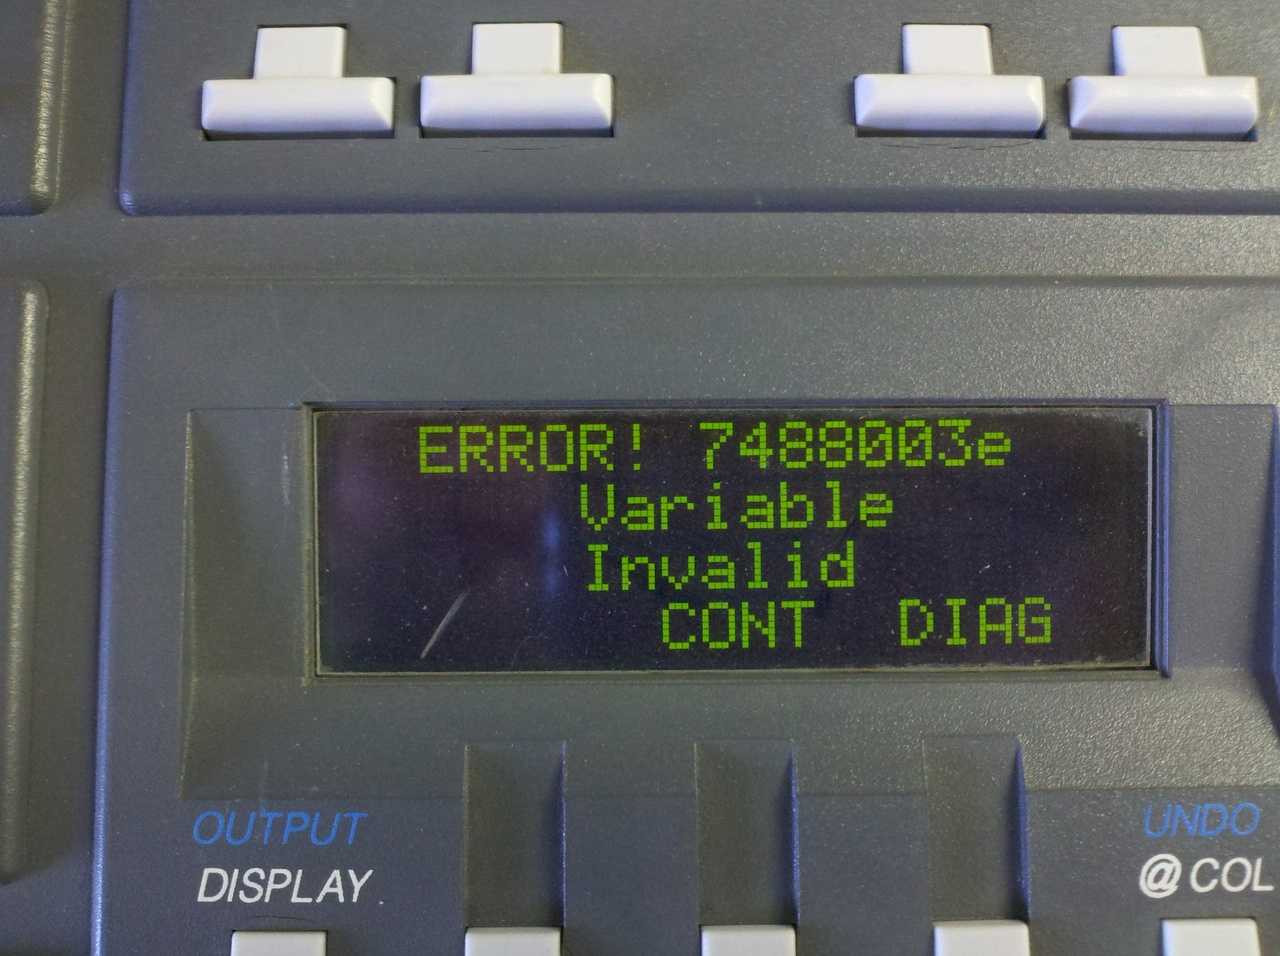 ERROR! 7488003e
Variable
Invalid
CONT DIAG
OUTPUT
DISPLAY
UNDO
@COL